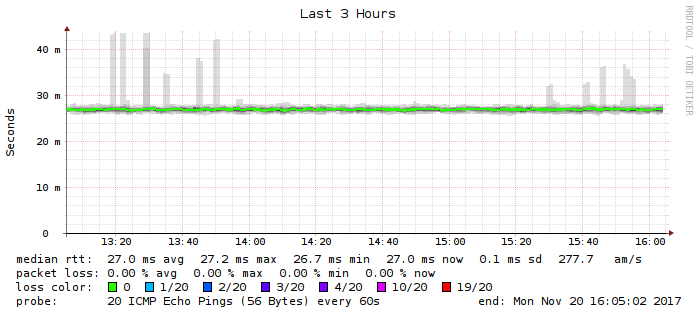 Last 3 Hours
RRDTOOL / TOBI OETIKER
Seconds
40 m
30 m
20 m
10 m
0
13:20 13:40 14:00 14:20 14:40 15:00 15:20 15:40 16:00
median rtt: 27.0 ms avg 27.2 ms max 26.7 ms min 27.0 ms now 0.1 ms sd 277.7 am/s
packet loss: 0.00 % avg 0.00 % max 0.00 % min 0.00 % now
loss color: 0 1/20 2/20 3/20 4/20 10/20 19/20
probe: 20 ICMP Echo Pings (56 Bytes) every 60s end: Mon Nov 20 16:05:02 2017